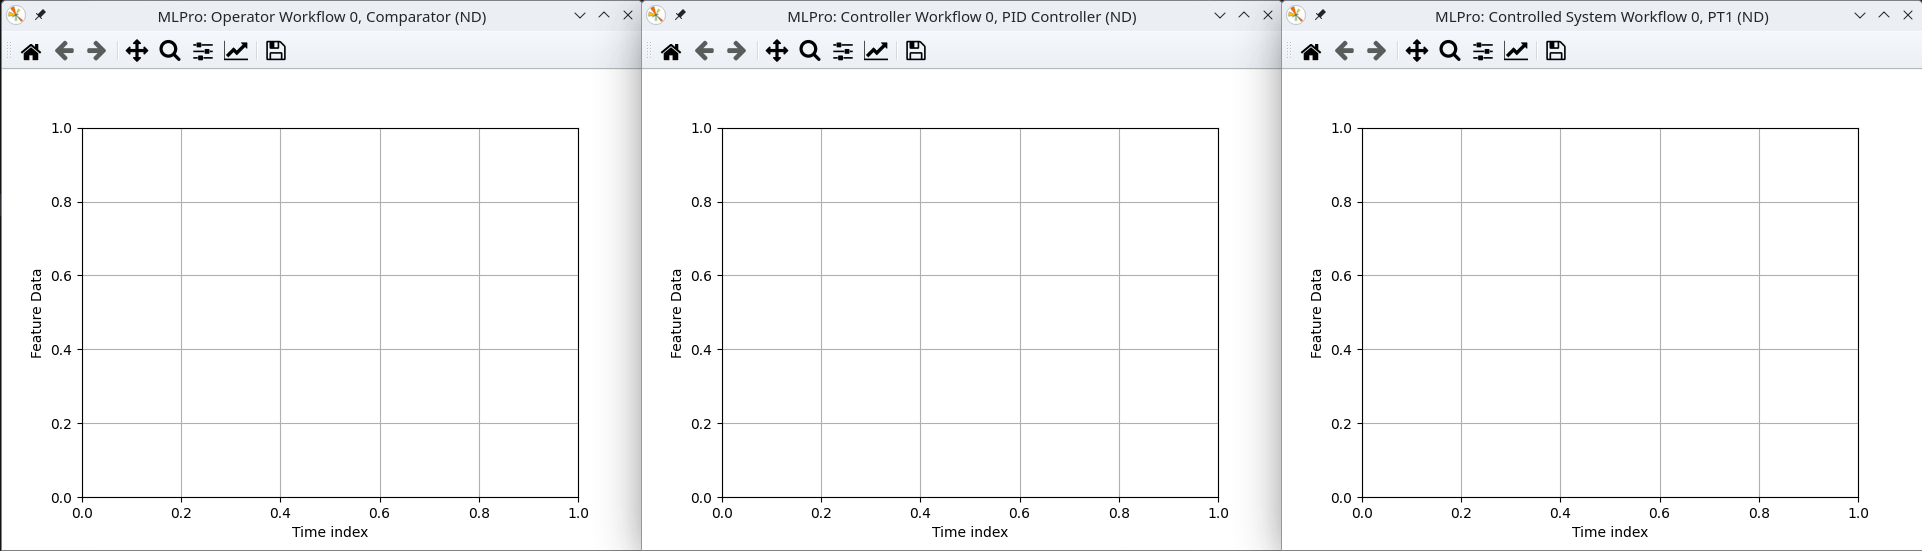 MLPro: Operator Workflow 0, Comparator (ND)
1.0
0.8
0.6
0.4
0.2
0.0
Feature Data
0.0 0.2 0.4 0.6 0.8 1.0
Time index
MLPro: Controller Workflow 0, PID Controller (ND)
1.0
0.8
0.6
0.4
0.2
0.0
Feature Data
0.0 0.2 0.4 0.6 0.8 1.0
Time index
MLPro: Controlled System Workflow 0, PT1 (ND)
1.0
0.8
0.6
0.4
0.2
0.0
Feature Data
0.0 0.2 0.4 0.6 0.8 1.0
Time index